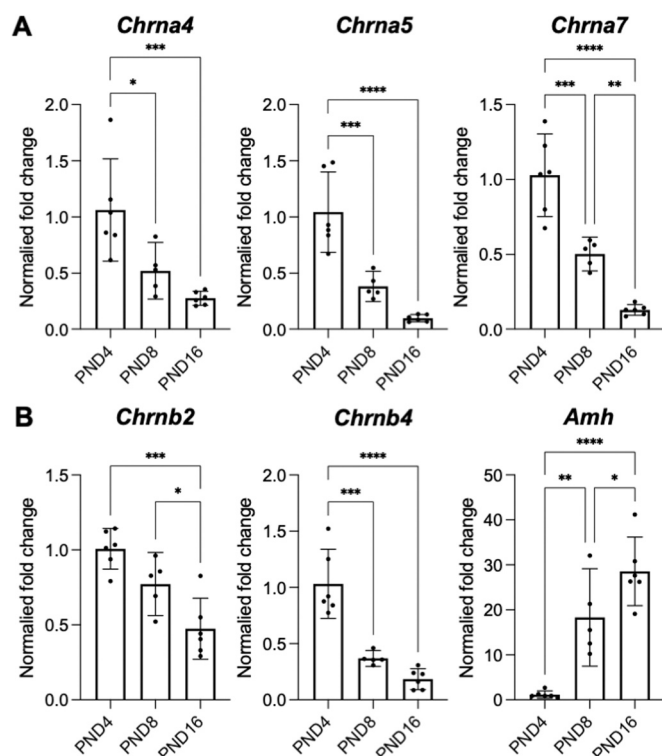 A
Chrna4
Chrna5
Chrna7
Normalied fold change
2.0
1.5
1.0
0.5
0.0
***
*
PND4
PND8
PND16
Normalied fold change
2.0
1.5
1.0
0.5
0.0
****
***
PND4
PND8
PND16
Normalied fold change
1.5
1.0
0.5
0.0
****
***
**
PND4
PND8
PND16
B
Chrnb2
Chrnb4
Amh
Normalied fold change
1.5
1.0
0.5
0.0
***
*
PND4
PND8
PND16
Normalied fold change
2.0
1.5
1.0
0.5
0.0
****
***
PND4
PND8
PND16
Normalied fold change
50
40
30
20
10
0
****
**
*
PND4
PND8
PND16